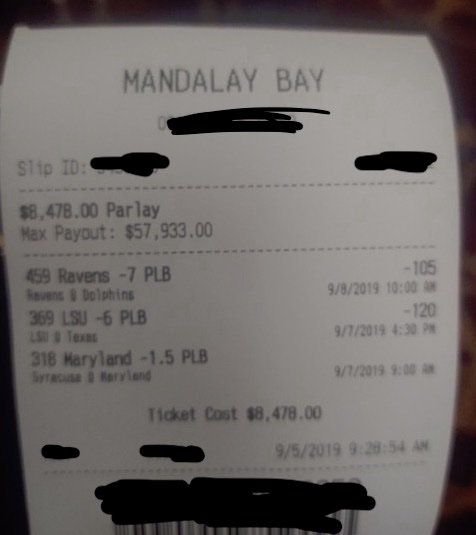 MANDALAY BAY
Slip ID:
$8,478.00 Parlay
Max Payout: $57,933.00
459 Ravens -7 PLB -105
Ravens @ Dolphins 9/8/2019 10:00 AM
369 LSU -6 PLB -120
LSU @ Texas 9/7/2019 4:30 PM
318 Maryland -1.5 PLB
Syracuse @ Maryland 9/7/2019 9:00 AM
Ticket Cost $8,478.00
9/5/2019 9:28:54 AM